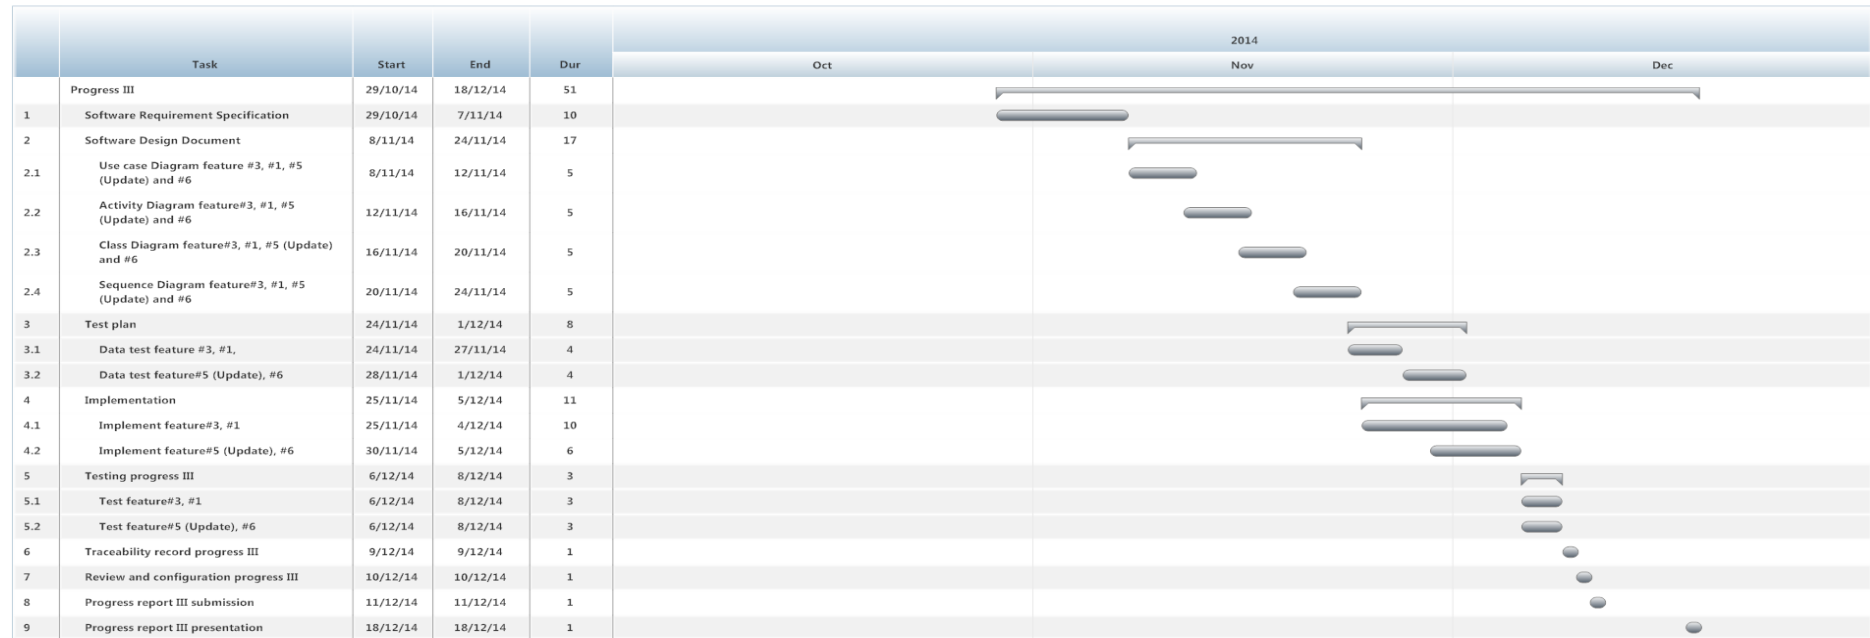 2014
Task Start End Dur Oct Nov Dec
Progress III 29/10/14 18/12/14 51
1 Software Requirement Specification 29/10/14 7/11/14 10
2 Software Design Document 8/11/14 24/11/14 17
Use case Diagram feature #3, #1, #5
2.1 8/11/14 12/11/14 5
(Update) and #6
Activity Diagram feature#3, #1, #5
2.2 12/11/14 16/11/14 5
(Update) and #6
Class Diagram feature#3, #1, #5 (Update)
2.3 16/11/14 20/11/14 5
and #6
Sequence Diagram feature#3, #1, #5
2.4 20/11/14 24/11/14 5
(Update) and #6
3 Test plan 24/11/14 1/12/14 8
3.1 Data test feature #3, #1, 24/11/14 27/11/14 4
3.2 Data test feature#5 (Update), #6 28/11/14 1/12/14 4
4 Implementation 25/11/14 5/12/14 11
4.1 Implement feature#3, #1 25/11/14 4/12/14 10
4.2 Implement feature#5 (Update), #6 30/11/14 5/12/14 6
5 Testing progress III 6/12/14 8/12/14 3
5.1 Test feature#3, #1 6/12/14 8/12/14 3
5.2 Test feature#5 (Update), #6 6/12/14 8/12/14 3
6 Traceability record progress III 9/12/14 9/12/14 1
7 Review and configuration progress III 10/12/14 10/12/14 1
8 Progress report III submission 11/12/14 11/12/14 1
9 Progress report III presentation 18/12/14 18/12/14 1